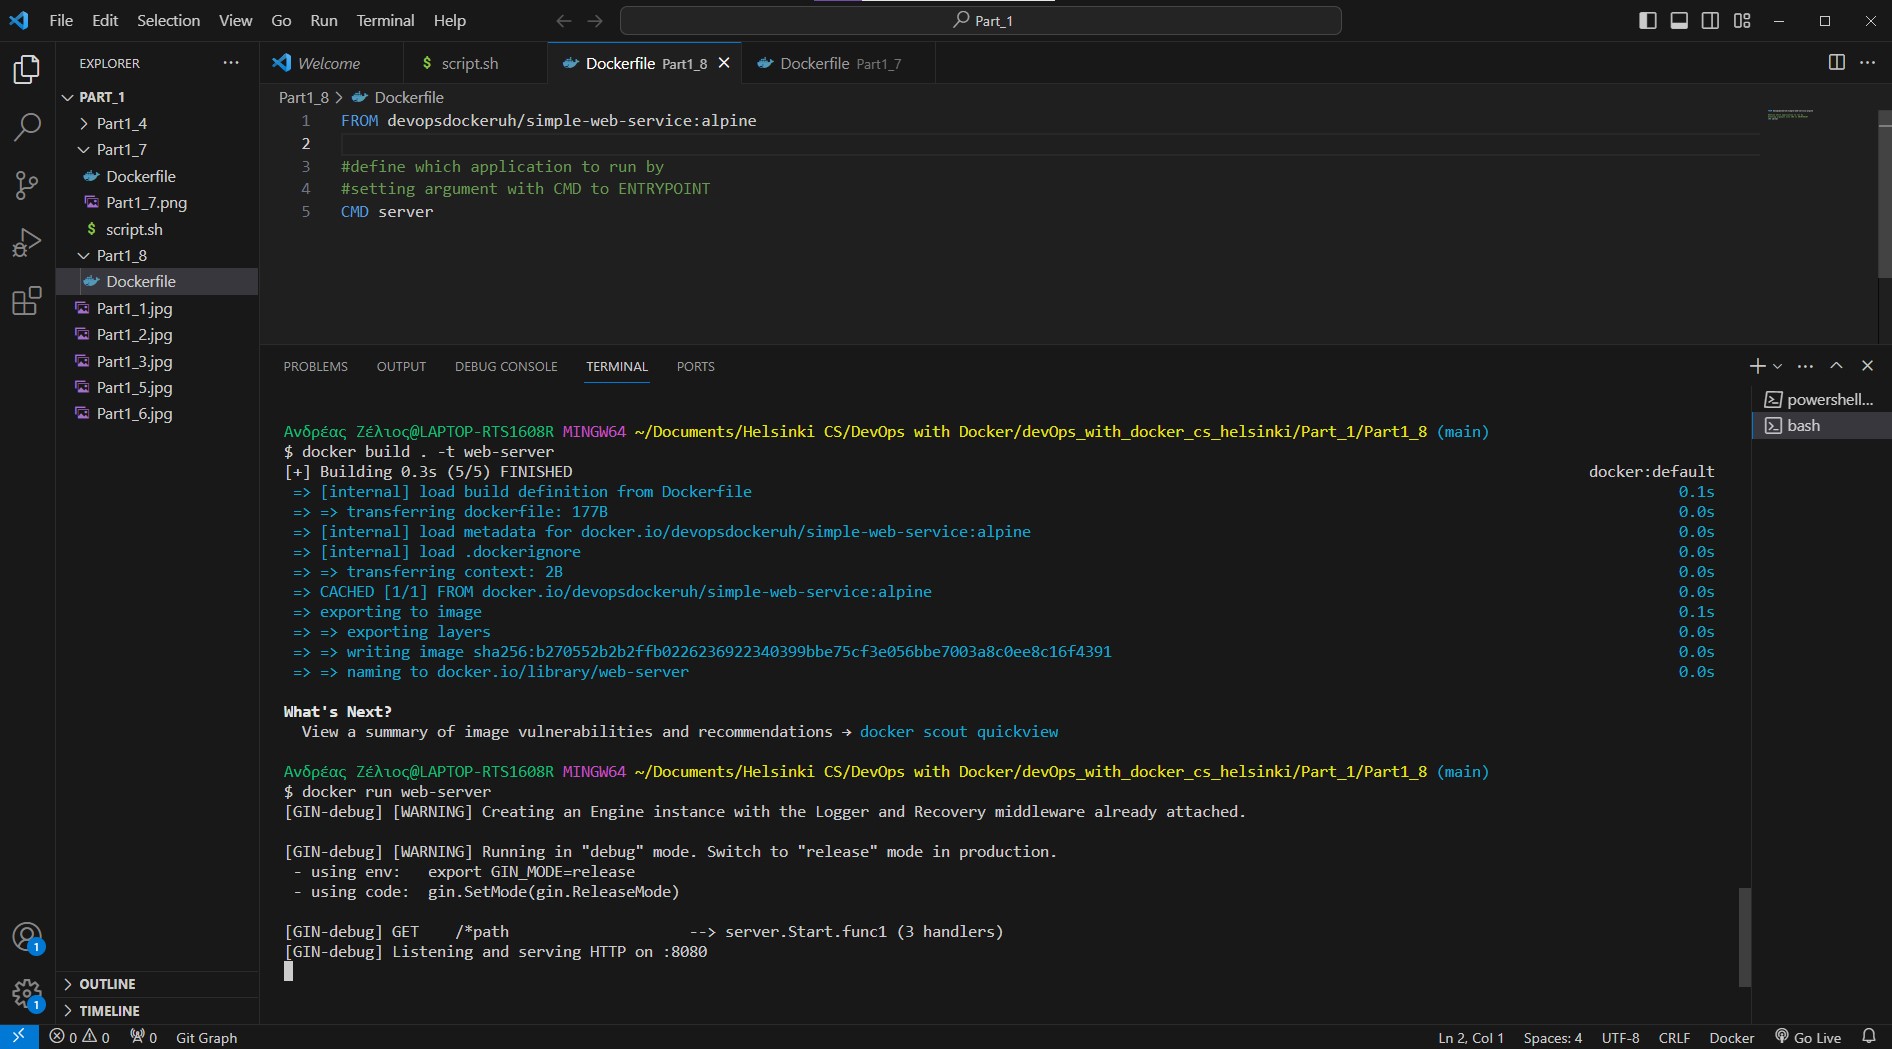 File Edit Selection View Go Run Terminal Help
Part_1
EXPLORER
Welcome
script.sh
Dockerfile Part1_8
Dockerfile Part1_7
PART_1
Part1_4
Part1_7
Dockerfile
Part1_7.png
script.sh
Part1_8
Dockerfile
Part1_1.jpg
Part1_2.jpg
Part1_3.jpg
Part1_5.jpg
Part1_6.jpg
OUTLINE
TIMELINE
1
1
Part1_8 > Dockerfile
1 FROM devopsdockeruh/simple-web-service:alpine
2
3 #define which application to run by
4 #setting argument with CMD to ENTRYPOINT
5 CMD server
PROBLEMS OUTPUT DEBUG CONSOLE TERMINAL PORTS
powershell...
bash
Ανδρέας Ζέλιος@LAPTOP-RTS1608R MINGW64 ~/Documents/Helsinki CS/DevOps with Docker/devOps_with_docker_cs_helsinki/Part_1/Part1_8 (main)
$ docker build . -t web-server
[+] Building 0.3s (5/5) FINISHED docker:default
=> [internal] load build definition from Dockerfile 0.1s
=> => transferring dockerfile: 177B 0.0s
=> [internal] load metadata for docker.io/devopsdockeruh/simple-web-service:alpine 0.0s
=> [internal] load .dockerignore 0.0s
=> => transferring context: 2B 0.0s
=> CACHED [1/1] FROM docker.io/devopsdockeruh/simple-web-service:alpine 0.0s
=> exporting to image 0.1s
=> => exporting layers 0.0s
=> => writing image sha256:b270552b2b2ffb0226236922340399bbe75cf3e056bbe7003a8c0ee8c16f4391 0.0s
=> => naming to docker.io/library/web-server 0.0s
What's Next?
View a summary of image vulnerabilities and recommendations → docker scout quickview
Ανδρέας Ζέλιος@LAPTOP-RTS1608R MINGW64 ~/Documents/Helsinki CS/DevOps with Docker/devOps_with_docker_cs_helsinki/Part_1/Part1_8 (main)
$ docker run web-server
[GIN-debug] [WARNING] Creating an Engine instance with the Logger and Recovery middleware already attached.
[GIN-debug] [WARNING] Running in "debug" mode. Switch to "release" mode in production.
- using env: export GIN_MODE=release
- using code: gin.SetMode(gin.ReleaseMode)
[GIN-debug] GET /*path --> server.Start.func1 (3 handlers)
[GIN-debug] Listening and serving HTTP on :8080
0 0 0 Git Graph
Ln 2, Col 1 Spaces: 4 UTF-8 CRLF Docker Go Live